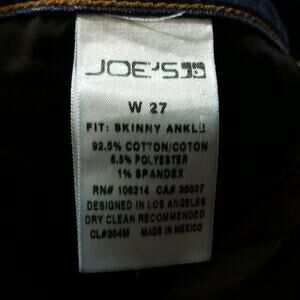 JOE'S
W 27
FIT: SKINNY ANKLE
92.5% COTTON/COTON
6.5% POLYESTER
1% SPANDEX
RN# 106214 CA# 35037
DESIGNED IN LOS ANGELES
DRY CLEAN RECOMMENDED
CL#304M MADE IN MEXICO